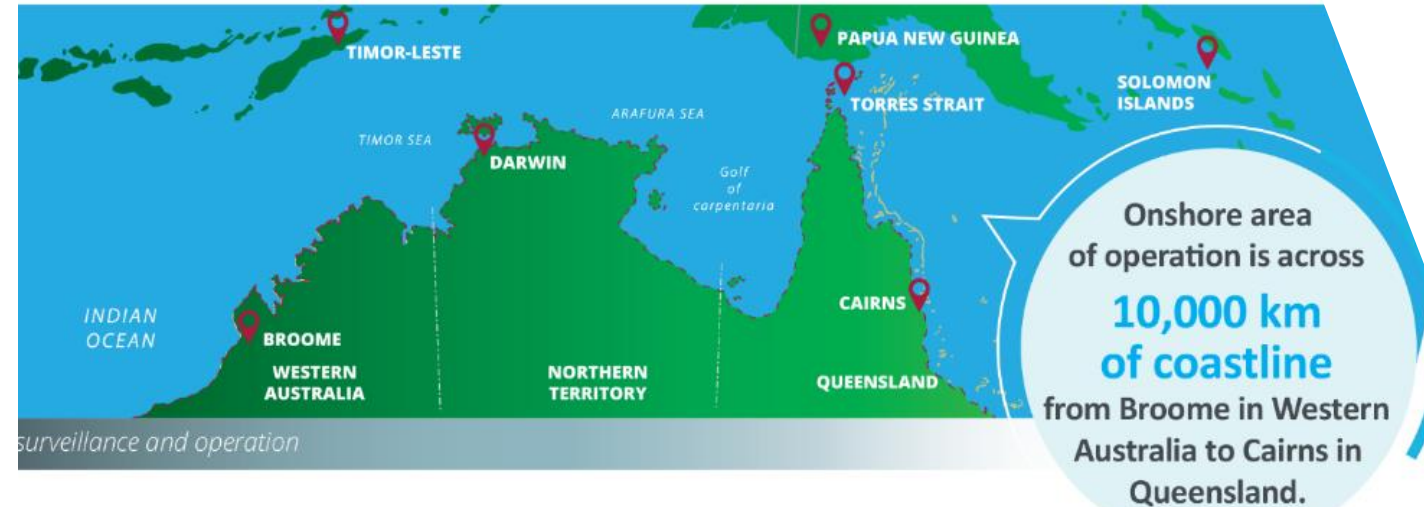 TIMOR-LESTE
PAPUA NEW GUINEA
SOLOMON
ISLANDS
TORRES STRAIT
ARAFURA SEA
TIMOR SEA
DARWIN
Golf
of
carpentaria
CAIRNS
INDIAN
OCEAN
BROOME
WESTERN
AUSTRALIA
NORTHERN
TERRITORY
QUEENSLAND
surveillance and operation
Onshore area
of operation is across
10,000 km
of coastline
from Broome in Western
Australia to Cairns in
Queensland.